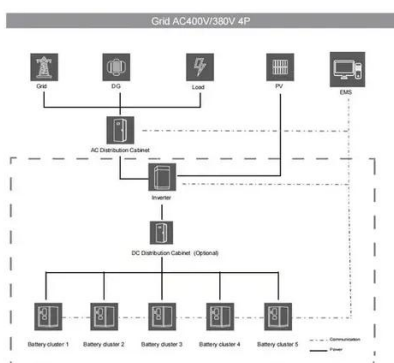 Grid AC400V/380V 4P
Grid
DG
Load
PV
EMS
AC Distribution Cabinet
Inverter
DC Distribution Cabinet (Optional)
Battery cluster 1
Battery cluster 2
Battery cluster 3
Battery cluster 4
Battery cluster 5
Communication
Power